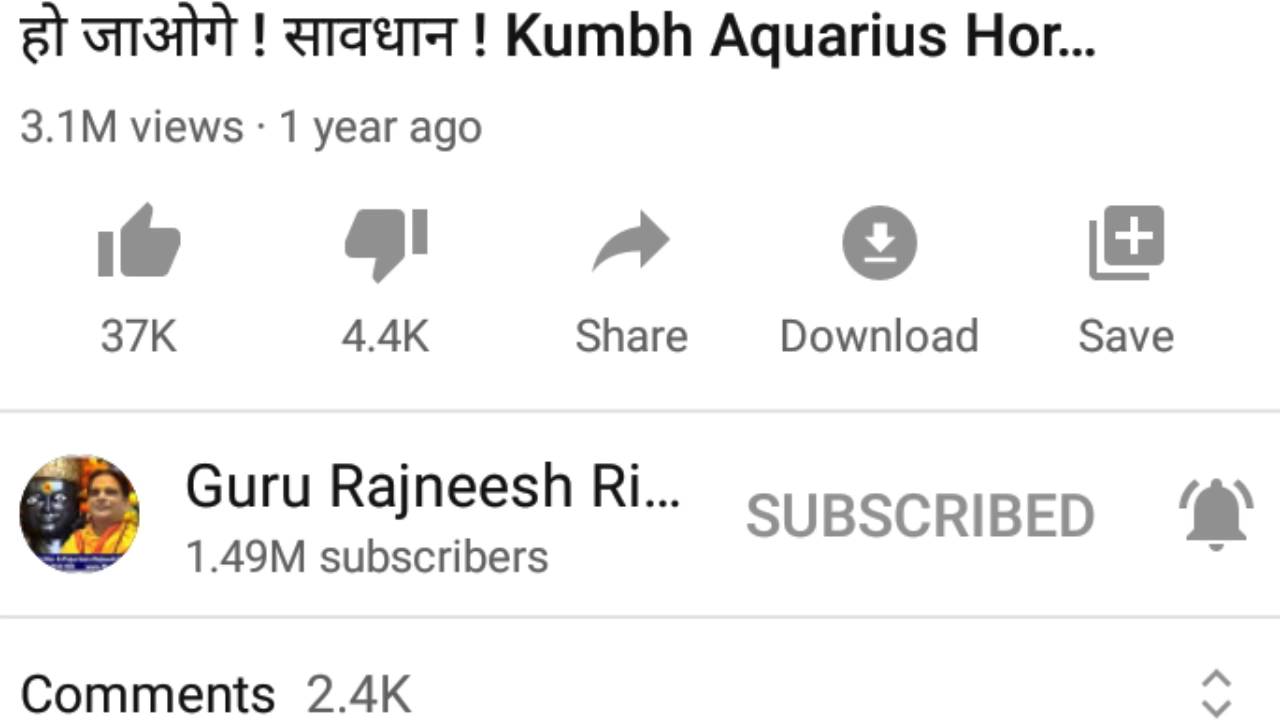 हो जाओगे ! सावधान ! Kumbh Aquarius Hor...
3.1M views · 1 year ago
37K 4.4K Share Download Save
Guru Rajneesh Ri...
SUBSCRIBED
1.49M subscribers
Comments 2.4K